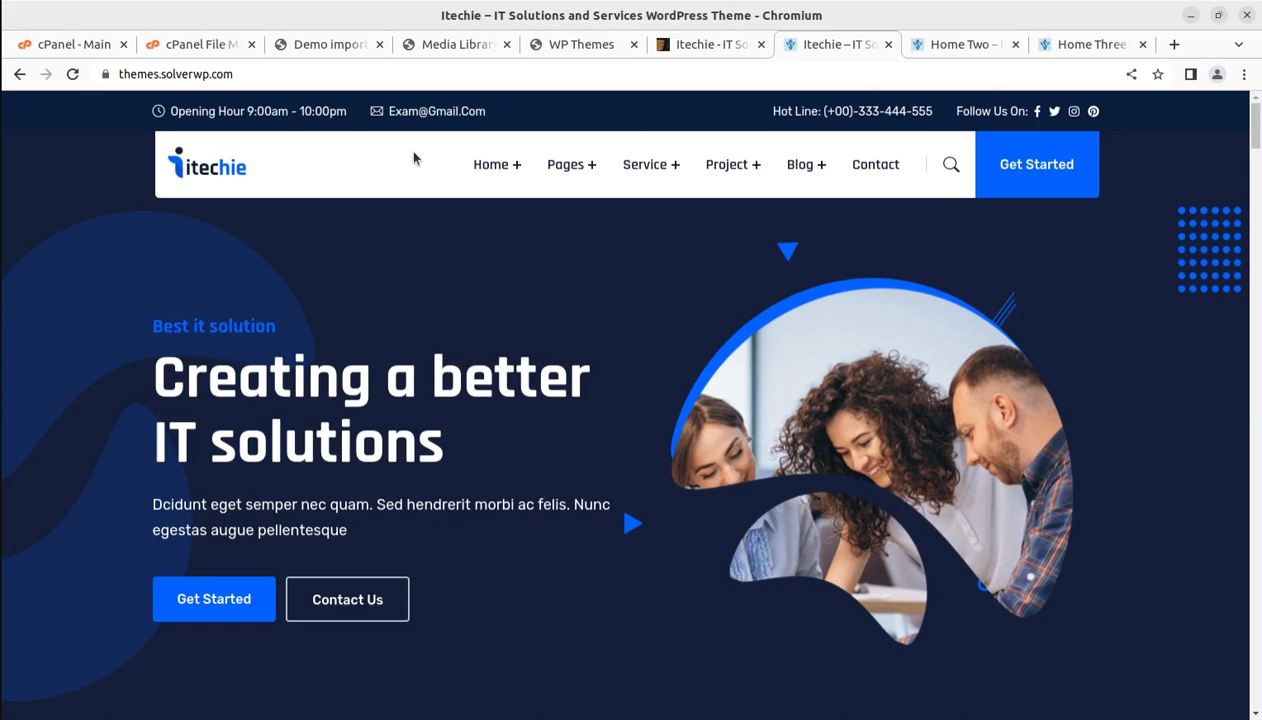 Itechie – IT Solutions and Services WordPress Theme - Chromium
cPanel - Main
cPanel File M
Demo import
Media Librar
WP Themes
Itechie - IT So
Itechie – IT So
Home Two –
Home Three
themes.solverwp.com
Opening Hour 9:00am - 10:00pm
Exam@Gmail.Com
Hot Line: (+00)-333-444-555
Follow Us On:
itechie
Home +
Pages +
Service +
Project +
Blog +
Contact
Get Started
Best it solution
Creating a better
IT solutions
Dcidunt eget semper nec quam. Sed hendrerit morbi ac felis. Nunc
egestas augue pellentesque
Get Started
Contact Us